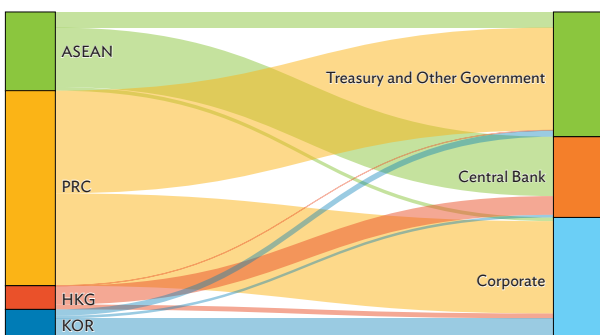 ASEAN
Treasury and Other Government
Central Bank
PRC
Corporate
HKG
KOR